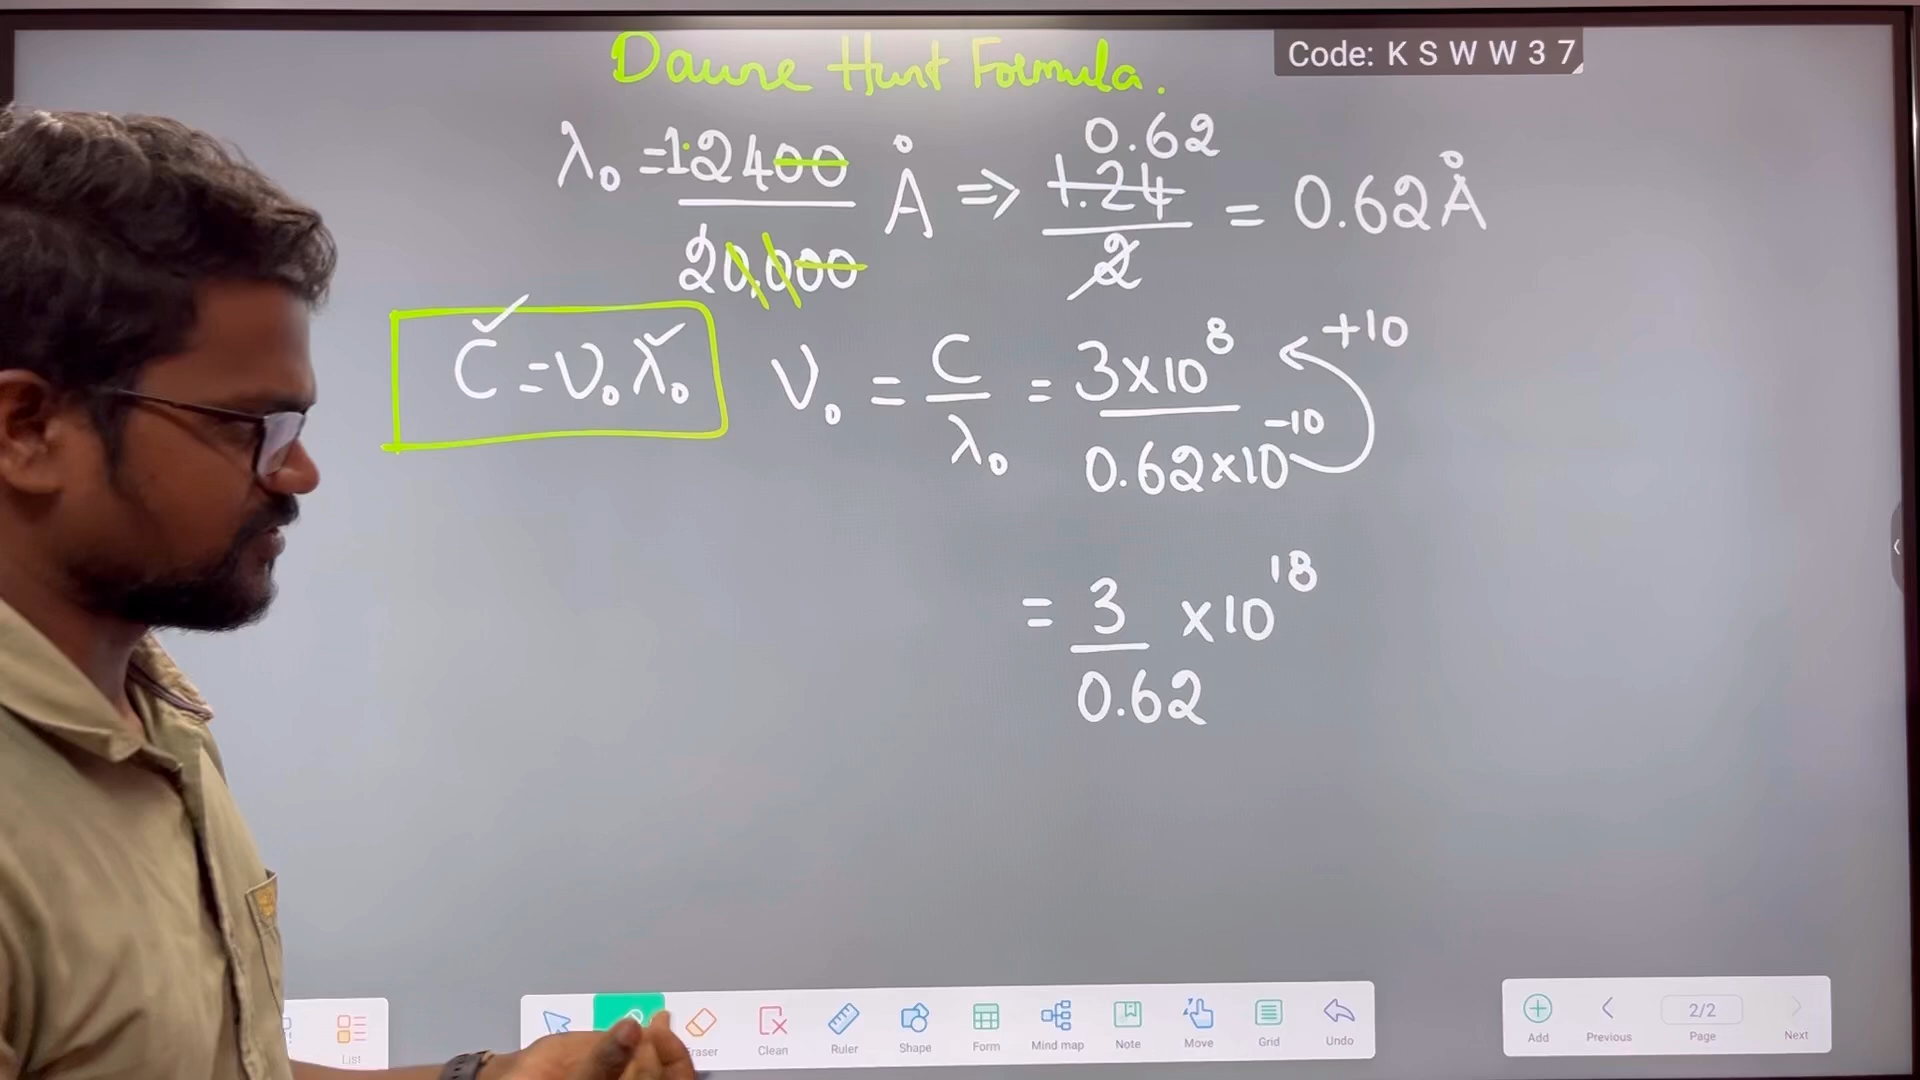 Daune Hunt Formula.
Code: K S W W 3 7
λ₀ = 12400 / 20,000 Å ⇒ 1.24 / 2 0.62 = 0.62 Å
C = ν₀ λ₀
ν₀ = C / λ₀ = 3×10⁸ / 0.62×10⁻¹⁰ +10
= 3 / 0.62 ×10¹⁸
List
Eraser
Clean
Ruler
Shape
Form
Mind map
Note
Move
Grid
Undo
Add
Previous
2/2
Page
Next